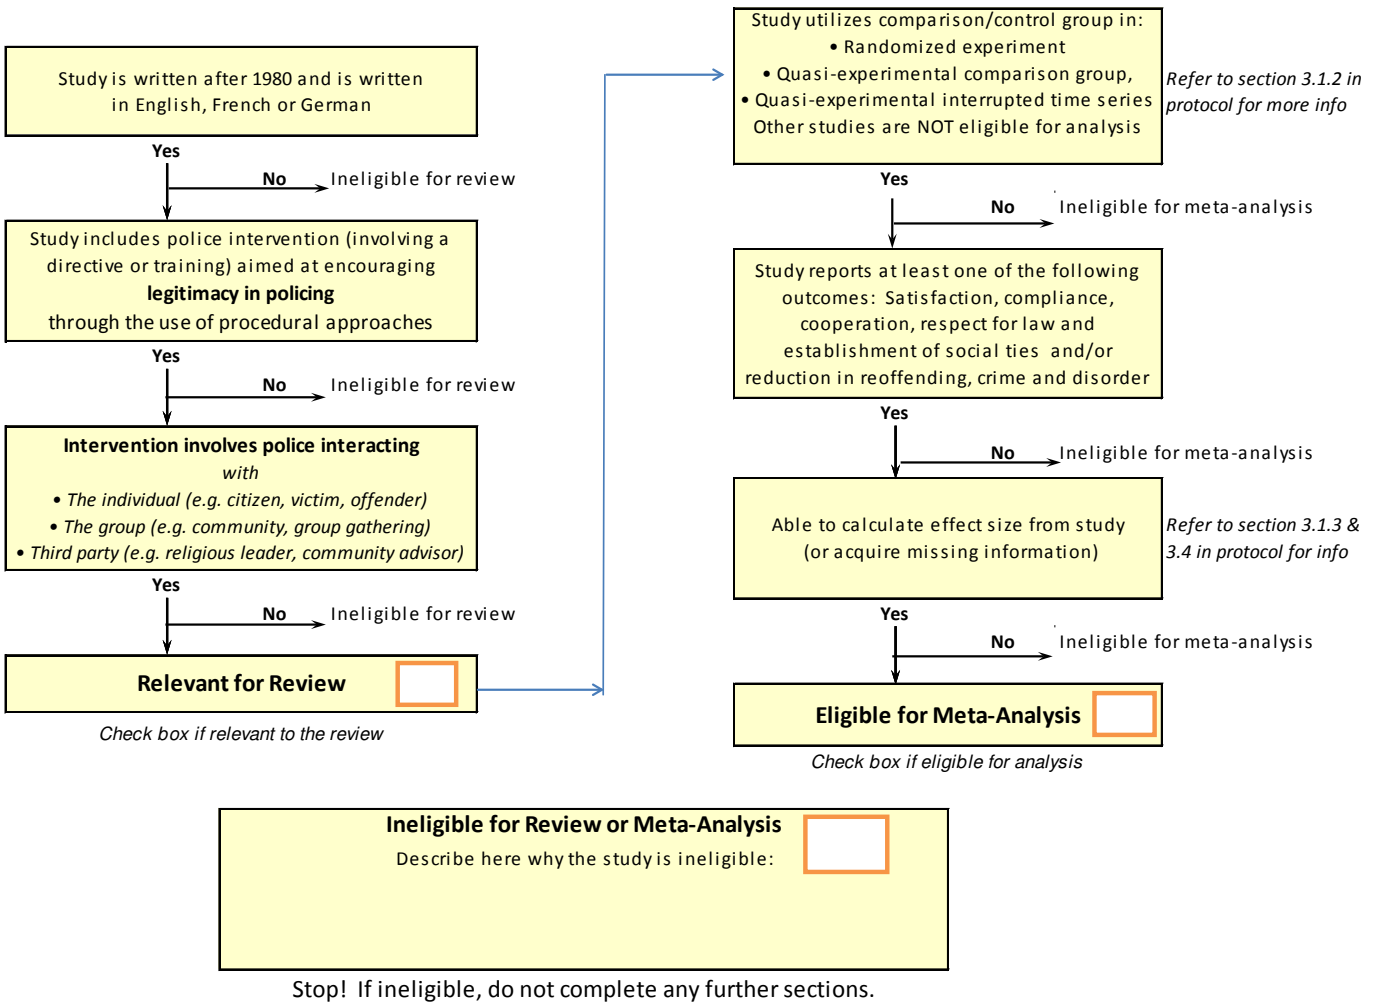 Study is written after 1980 and is written
in English, French or German
Yes
No Ineligible for review
Study includes police intervention (involving a
directive or training) aimed at encouraging
legitimacy in policing
through the use of procedural approaches
Yes
No Ineligible for review
Intervention involves police interacting
with
• The individual (e.g. citizen, victim, offender)
• The group (e.g. community, group gathering)
• Third party (e.g. religious leader, community advisor)
Yes
No Ineligible for review
Relevant for Review
Check box if relevant to the review
Study utilizes comparison/control group in:
• Randomized experiment
• Quasi-experimental comparison group,
• Quasi-experimental interrupted time series
Other studies are NOT eligible for analysis
Refer to section 3.1.2 in
protocol for more info
Yes
No Ineligible for meta-analysis
Study reports at least one of the following
outcomes: Satisfaction, compliance,
cooperation, respect for law and
establishment of social ties and/or
reduction in reoffending, crime and disorder
Yes
No Ineligible for meta-analysis
Able to calculate effect size from study
(or acquire missing information)
Refer to section 3.1.3 &
3.4 in protocol for info
Yes
No Ineligible for meta-analysis
Eligible for Meta-Analysis
Check box if eligible for analysis
Ineligible for Review or Meta-Analysis
Describe here why the study is ineligible:
Stop! If ineligible, do not complete any further sections.